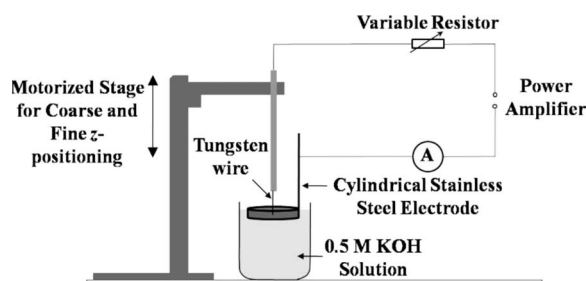 Variable Resistor
Motorized Stage
for Coarse and
Fine z-
positioning
Power
Amplifier
Tungsten
wire
A
Cylindrical Stainless
Steel Electrode
0.5 M KOH
Solution